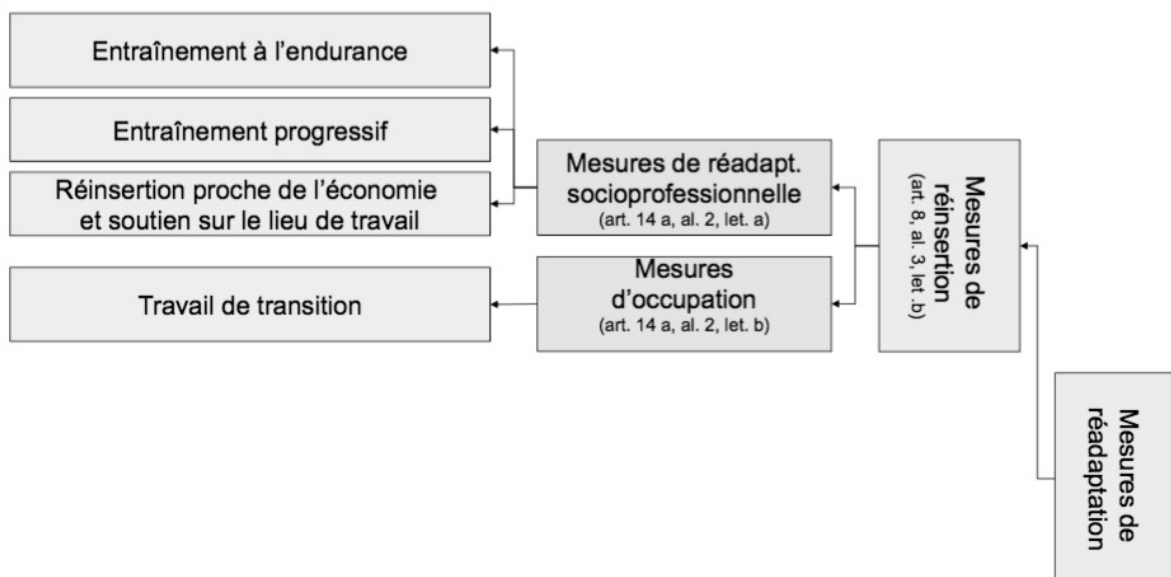 Entraînement à l’endurance
Entraînement progressif
Réinsertion proche de l’économie
et soutien sur le lieu de travail
Travail de transition
Mesures de réadapt.
socioprofessionnelle
(art. 14 a, al. 2, let. a)
Mesures
d’occupation
(art. 14 a, al. 2, let. b)
Mesures de
réinsertion
(art. 8, al. 3, let .b)
Mesures de
réadaptation